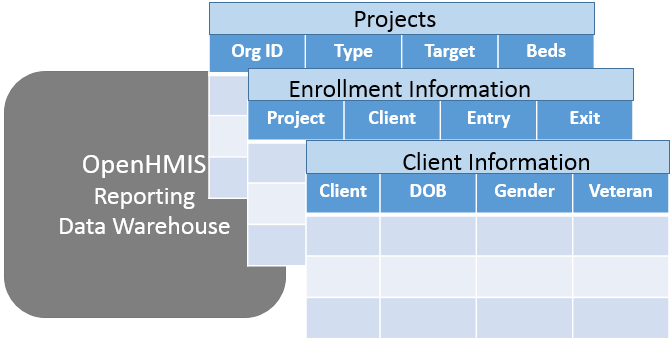 Projects
Org ID Type Target Beds
Enrollment Information
Project Client Entry Exit
Client Information
Client DOB Gender Veteran
OpenHMIS
Reporting
Data Warehouse